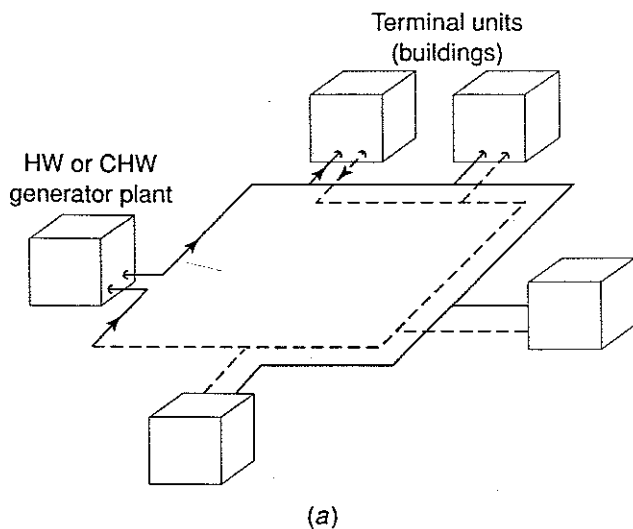 Terminal units
(buildings)
HW or CHW
generator plant
(a)